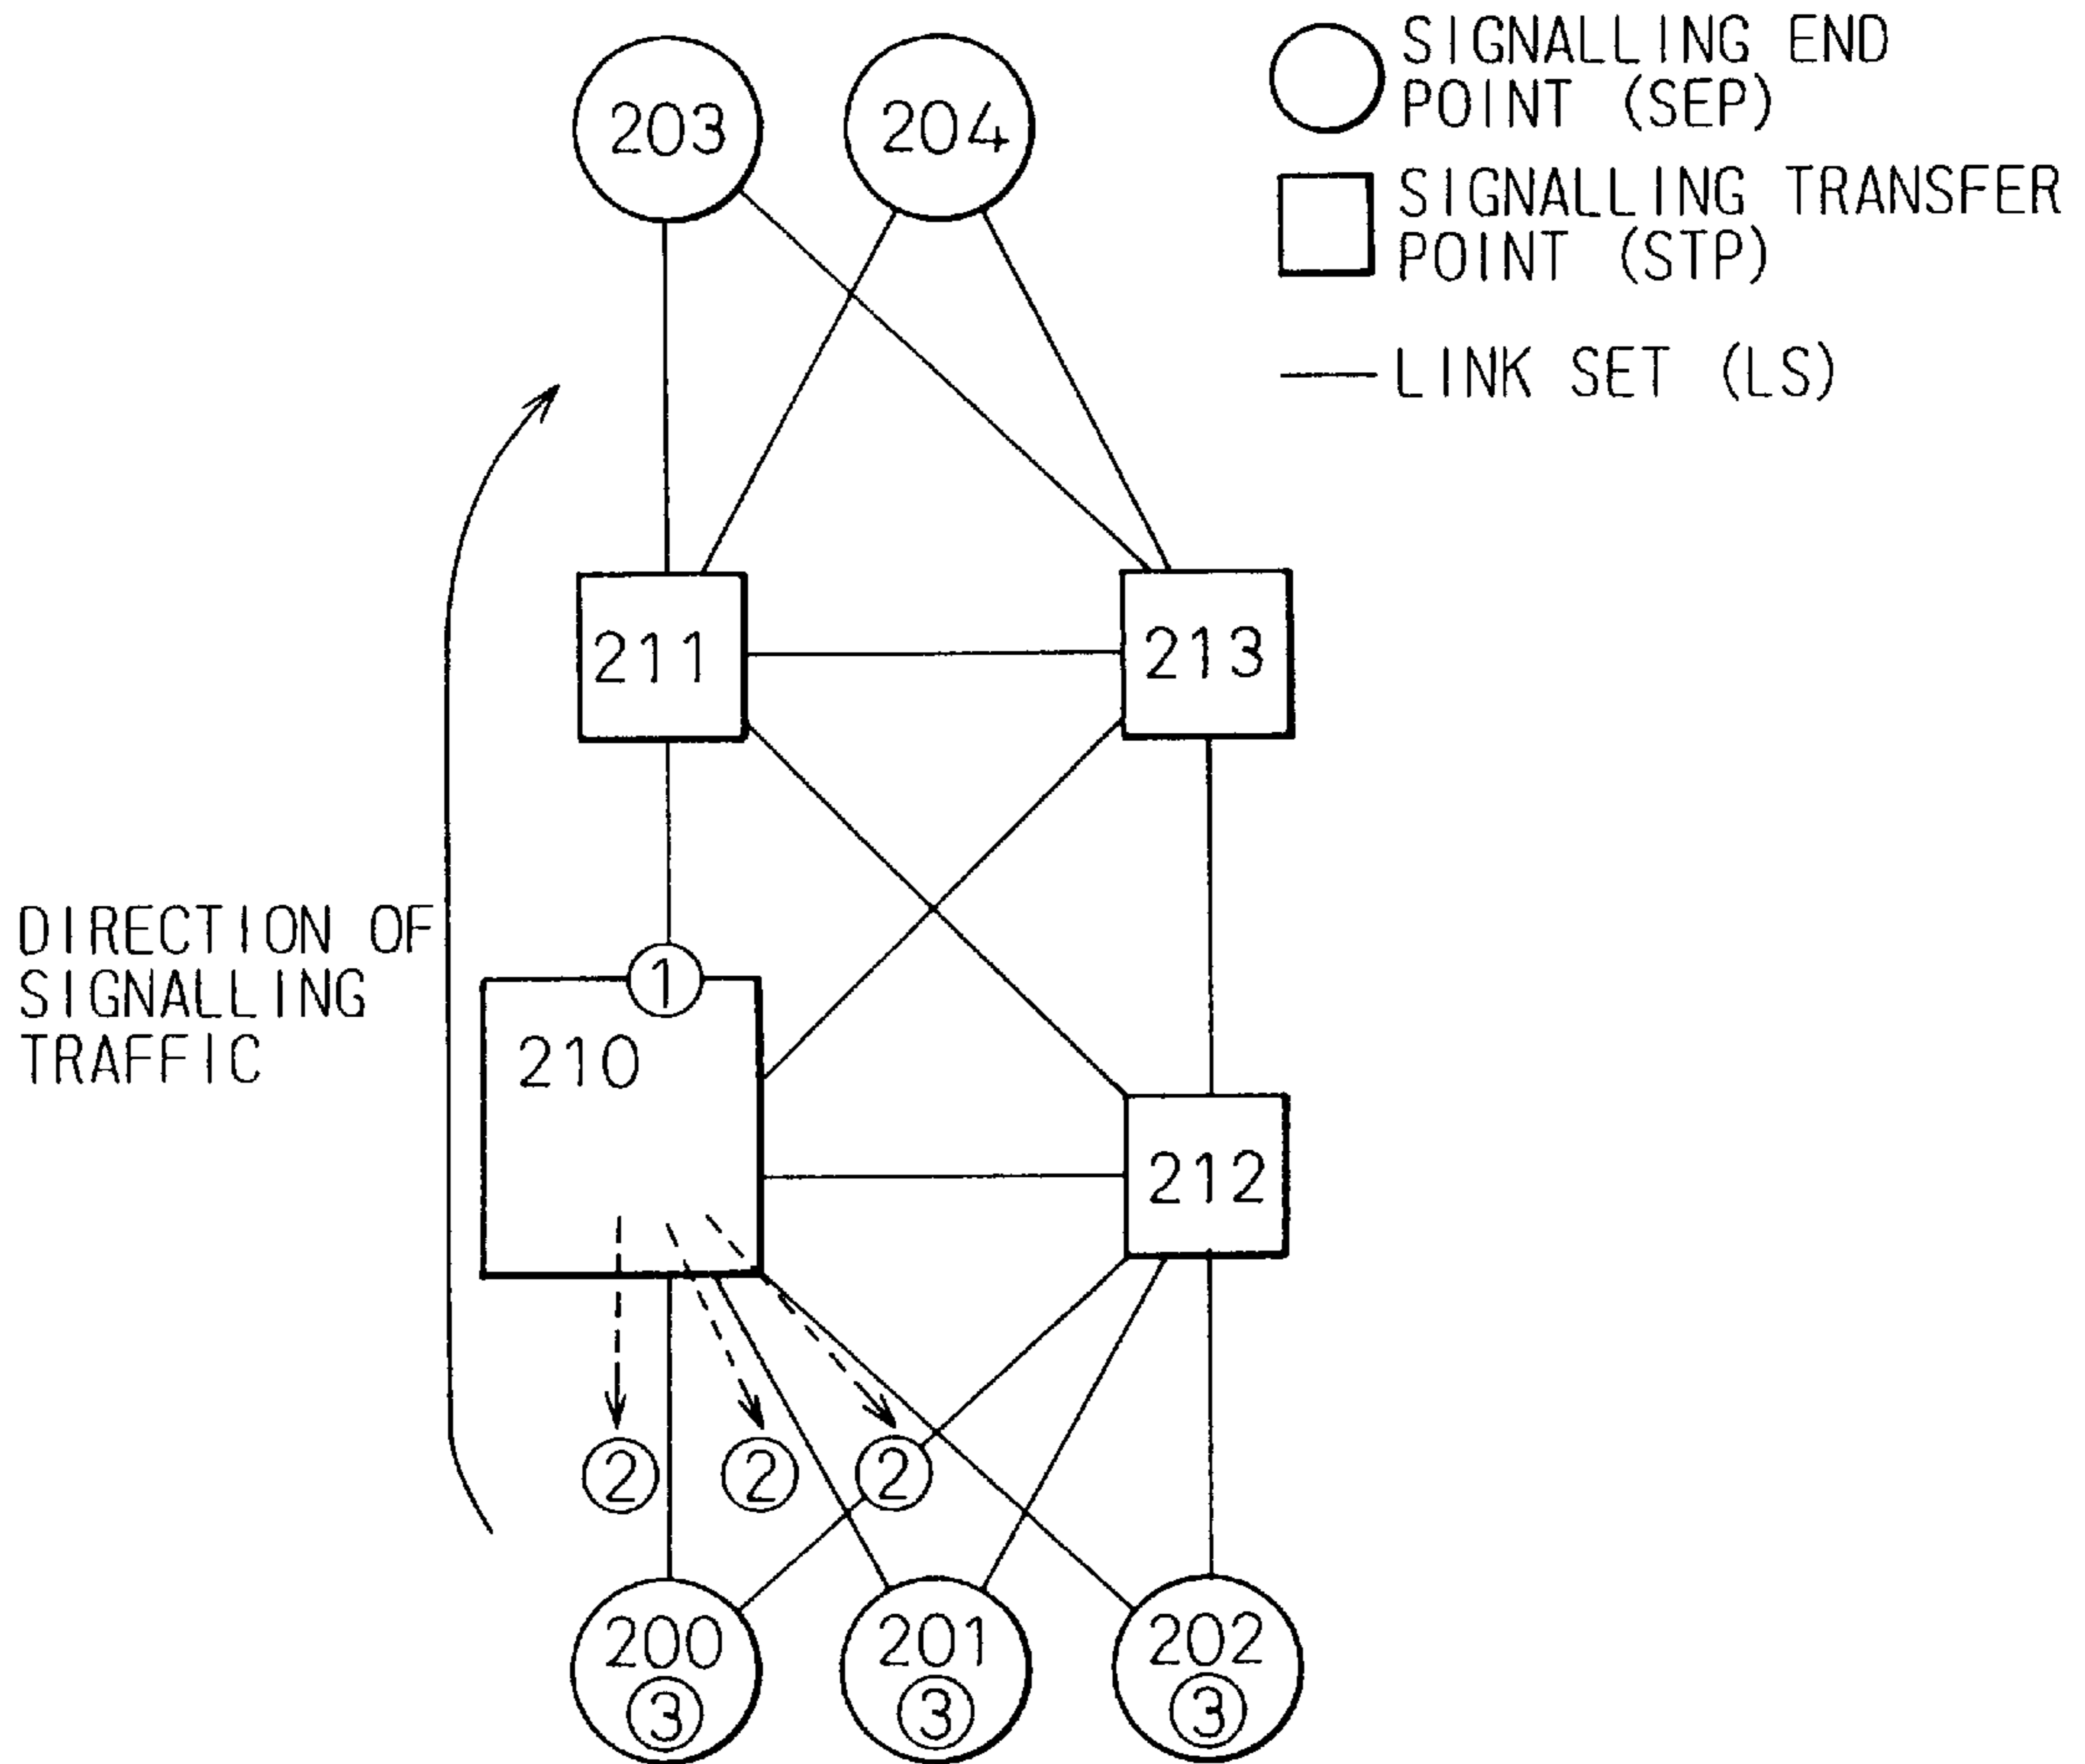 203
204
SIGNALLING END
POINT (SEP)
SIGNALLING TRANSFER
POINT (STP)
LINK SET (LS)
211
213
DIRECTION OF
SIGNALLING
TRAFFIC
1
210
212
2
2
2
200
3
201
3
202
3